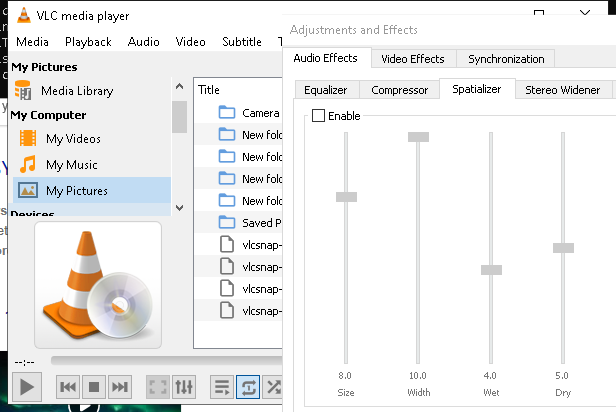 VLC media player
Media Playback Audio Video Subtitle T
My Pictures
Media Library
My Computer
My Videos
My Music
My Pictures
Devices
Title
Camera
New fold
New fol
New fol
New fol
Saved P
vlcsnap-
vlcsnap-
vlcsnap-
vlcsnap-
--:--
Adjustments and Effects
Audio Effects Video Effects Synchronization
Equalizer Compressor Spatializer Stereo Widener
Enable
8.0 10.0 4.0 5.0
Size Width Wet Dry